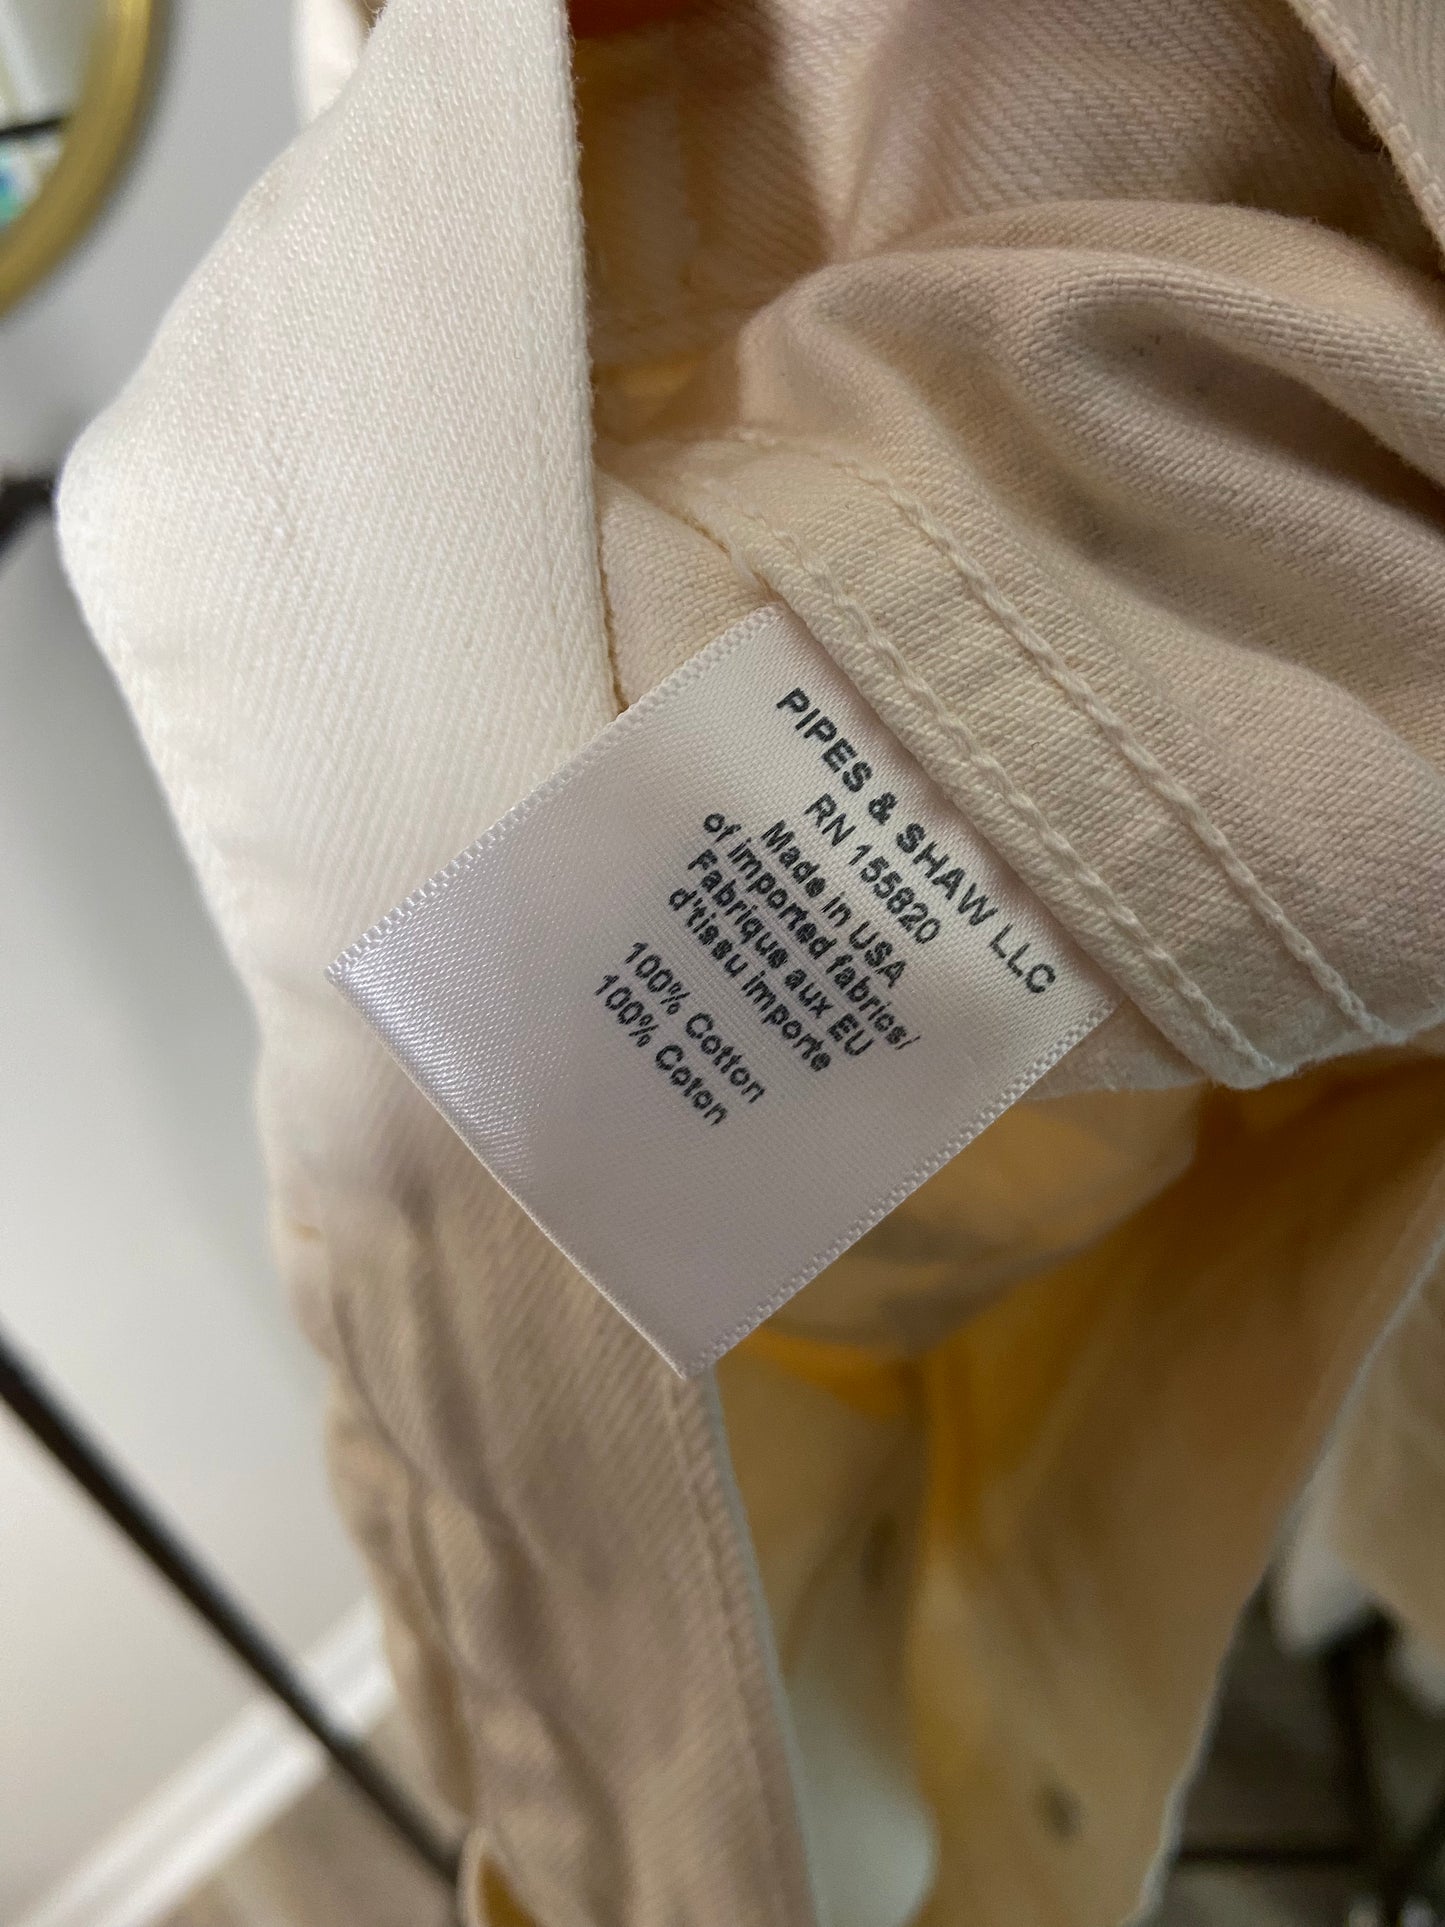 PIPES & SHAW LLC
RN 155820
Made in USA
of imported fabrics/
Fabrique aux EU
d'tissu importe
100% Cotton
100% Coton